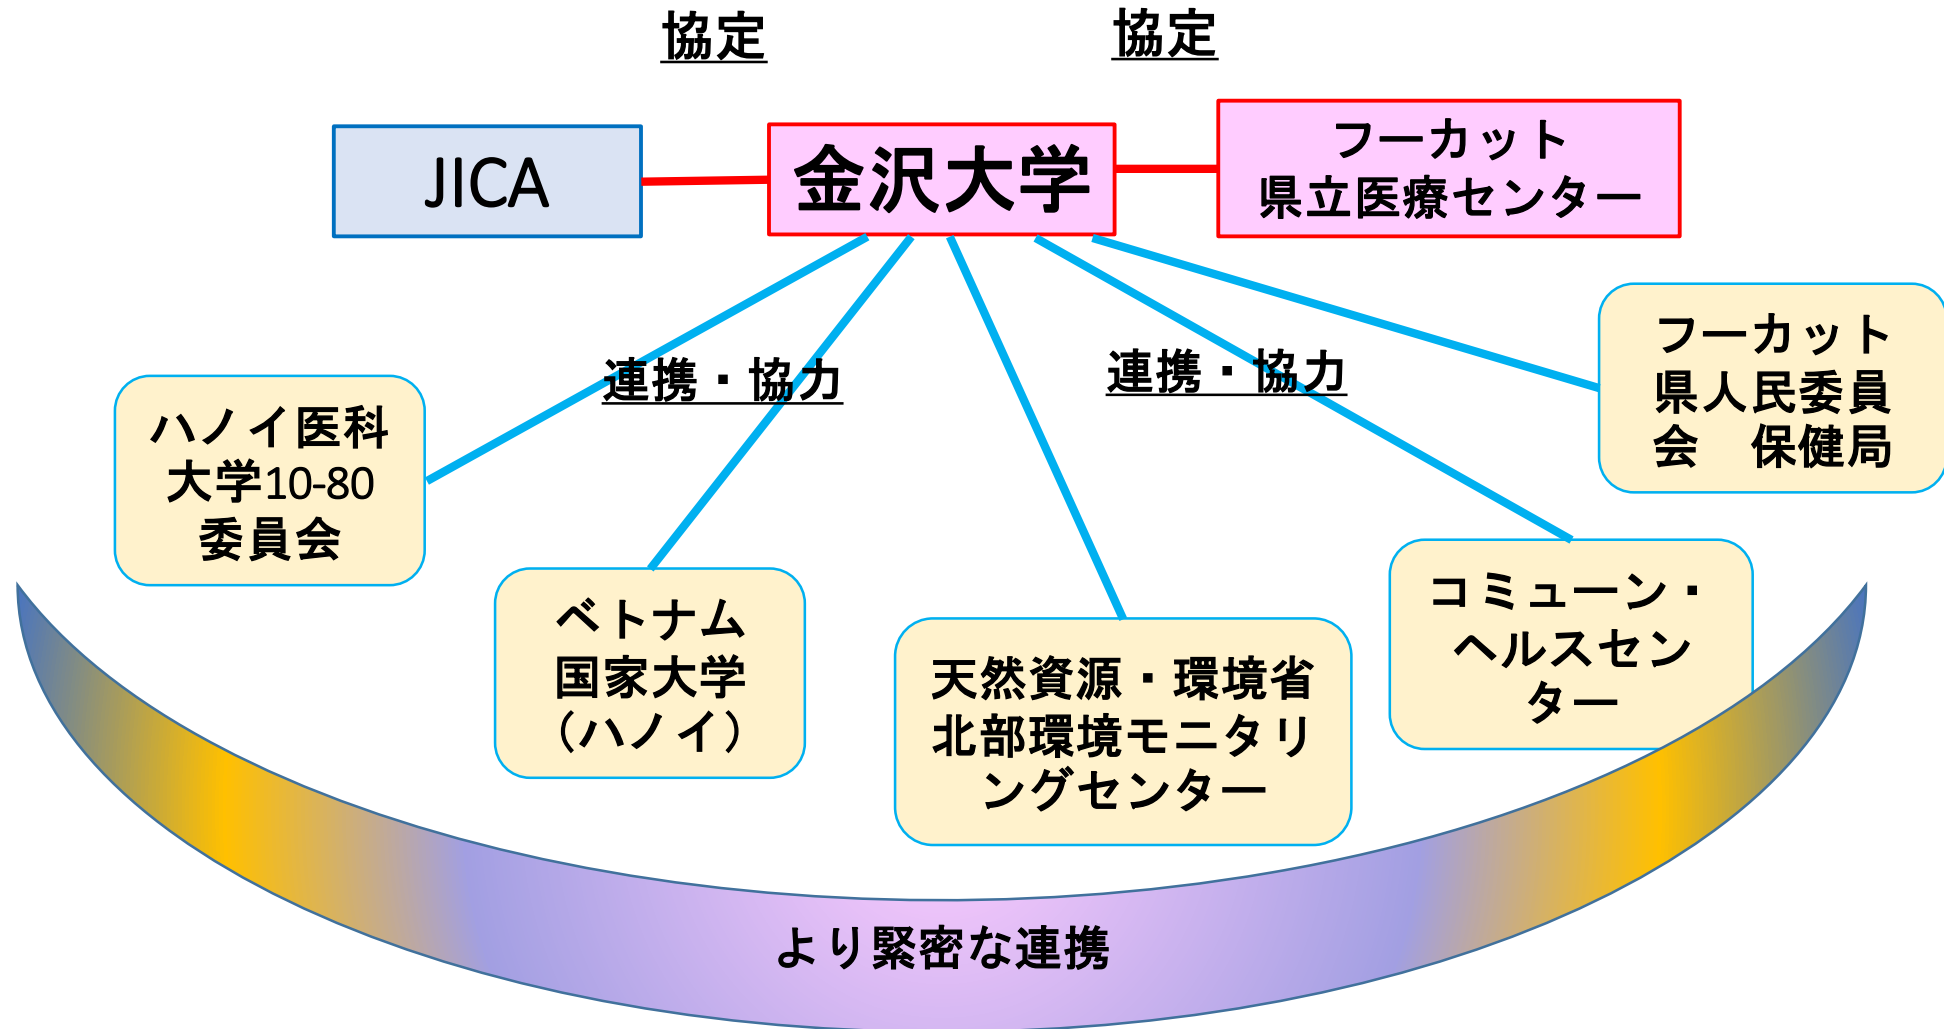 協定
協定
JICA
金沢大学
フーカット
県立医療センター
連携・協力
連携・協力
フーカット
県人民委員
会　保健局
ハノイ医科
大学10-80
委員会
ベトナム
国家大学
（ハノイ）
天然資源・環境省
北部環境モニタリ
ングセンター
コミューン・
ヘルスセン
ター
より緊密な連携